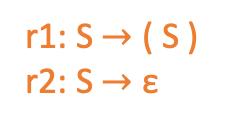 r1: S → ( S )
r2: S → ε